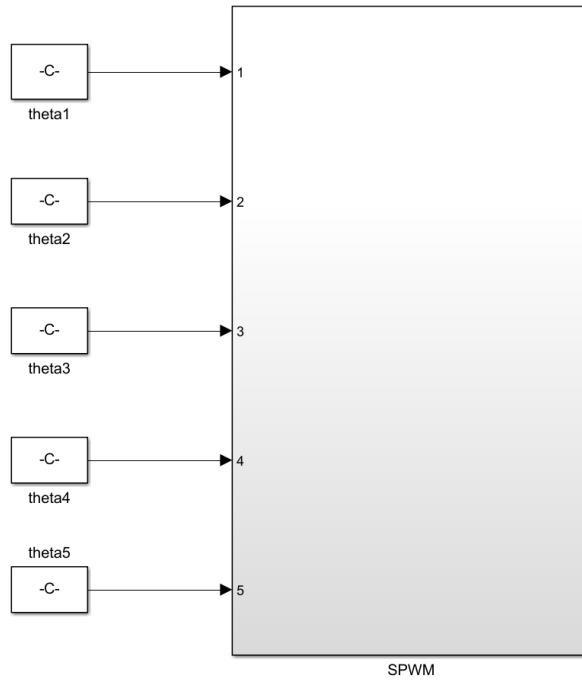 -C-
1
theta1
-C-
2
theta2
-C-
3
theta3
-C-
4
theta4
theta5
-C-
5
SPWM